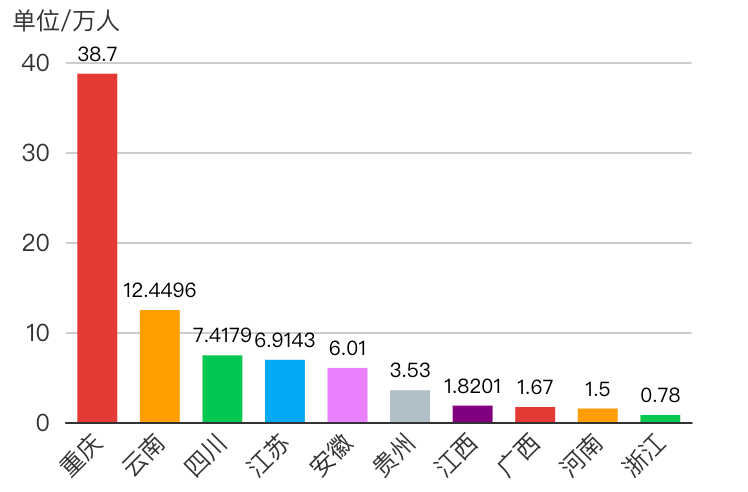 单位/万人
40
30
20
10
0
38.7
12.4496
7.4179
6.9143
6.01
3.53
1.8201
1.67
1.5
0.78
重庆
云南
四川
江苏
安徽
贵州
江西
广西
河南
浙江